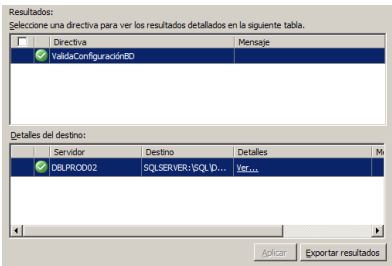 Resultados:
Seleccione una directiva para ver los resultados detallados en la siguiente tabla.
Directiva Mensaje
ValidaConfiguraciónBD
Detalles del destino:
Servidor Destino Detalles M
DBLPROD02 SQLSERVER:\SQL\D... Ver...
Aplicar Exportar resultados